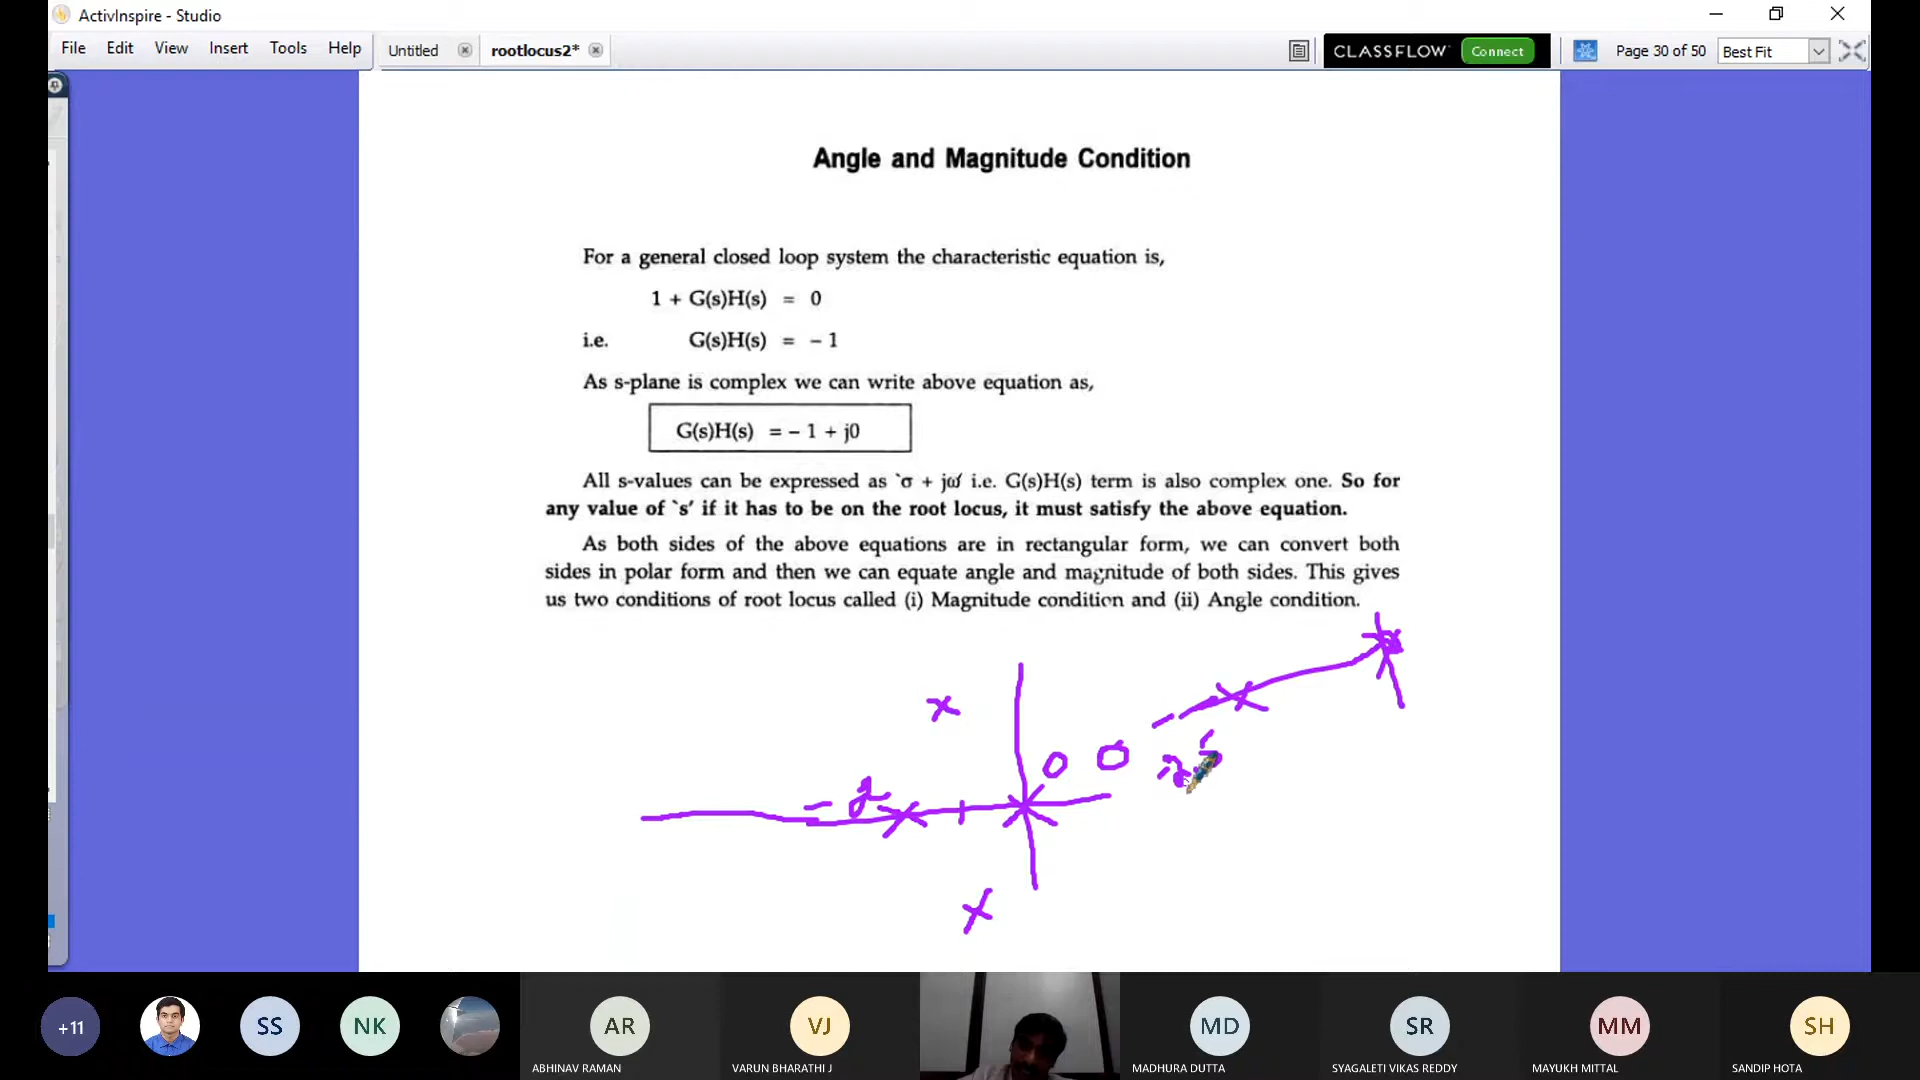 ActivInspire - Studio
File Edit View Insert Tools Help
Untitled
rootlocus2*
CLASSFLOW Connect
Page 30 of 50
Best Fit
Angle and Magnitude Condition
For a general closed loop system the characteristic equation is,
1 + G(s)H(s) = 0
i.e. G(s)H(s) = - 1
As s-plane is complex we can write above equation as,
G(s)H(s) = - 1 + j0
All s-values can be expressed as `σ + jω' i.e. G(s)H(s) term is also complex one. So for
any value of `s' if it has to be on the root locus, it must satisfy the above equation.
As both sides of the above equations are in rectangular form, we can convert both
sides in polar form and then we can equate angle and magnitude of both sides. This gives
us two conditions of root locus called (i) Magnitude condition and (ii) Angle condition.
+11
SS
NK
AR
VJ
MD
SR
MM
SH
ABHINAV RAMAN
VARUN BHARATHI J
MADHURA DUTTA
SYAGALETI VIKAS REDDY
MAYUKH MITTAL
SANDIP HOTA